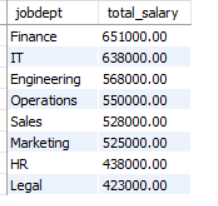 jobdept total_salary
Finance 651000.00
IT 638000.00
Engineering 568000.00
Operations 550000.00
Sales 528000.00
Marketing 525000.00
HR 438000.00
Legal 423000.00